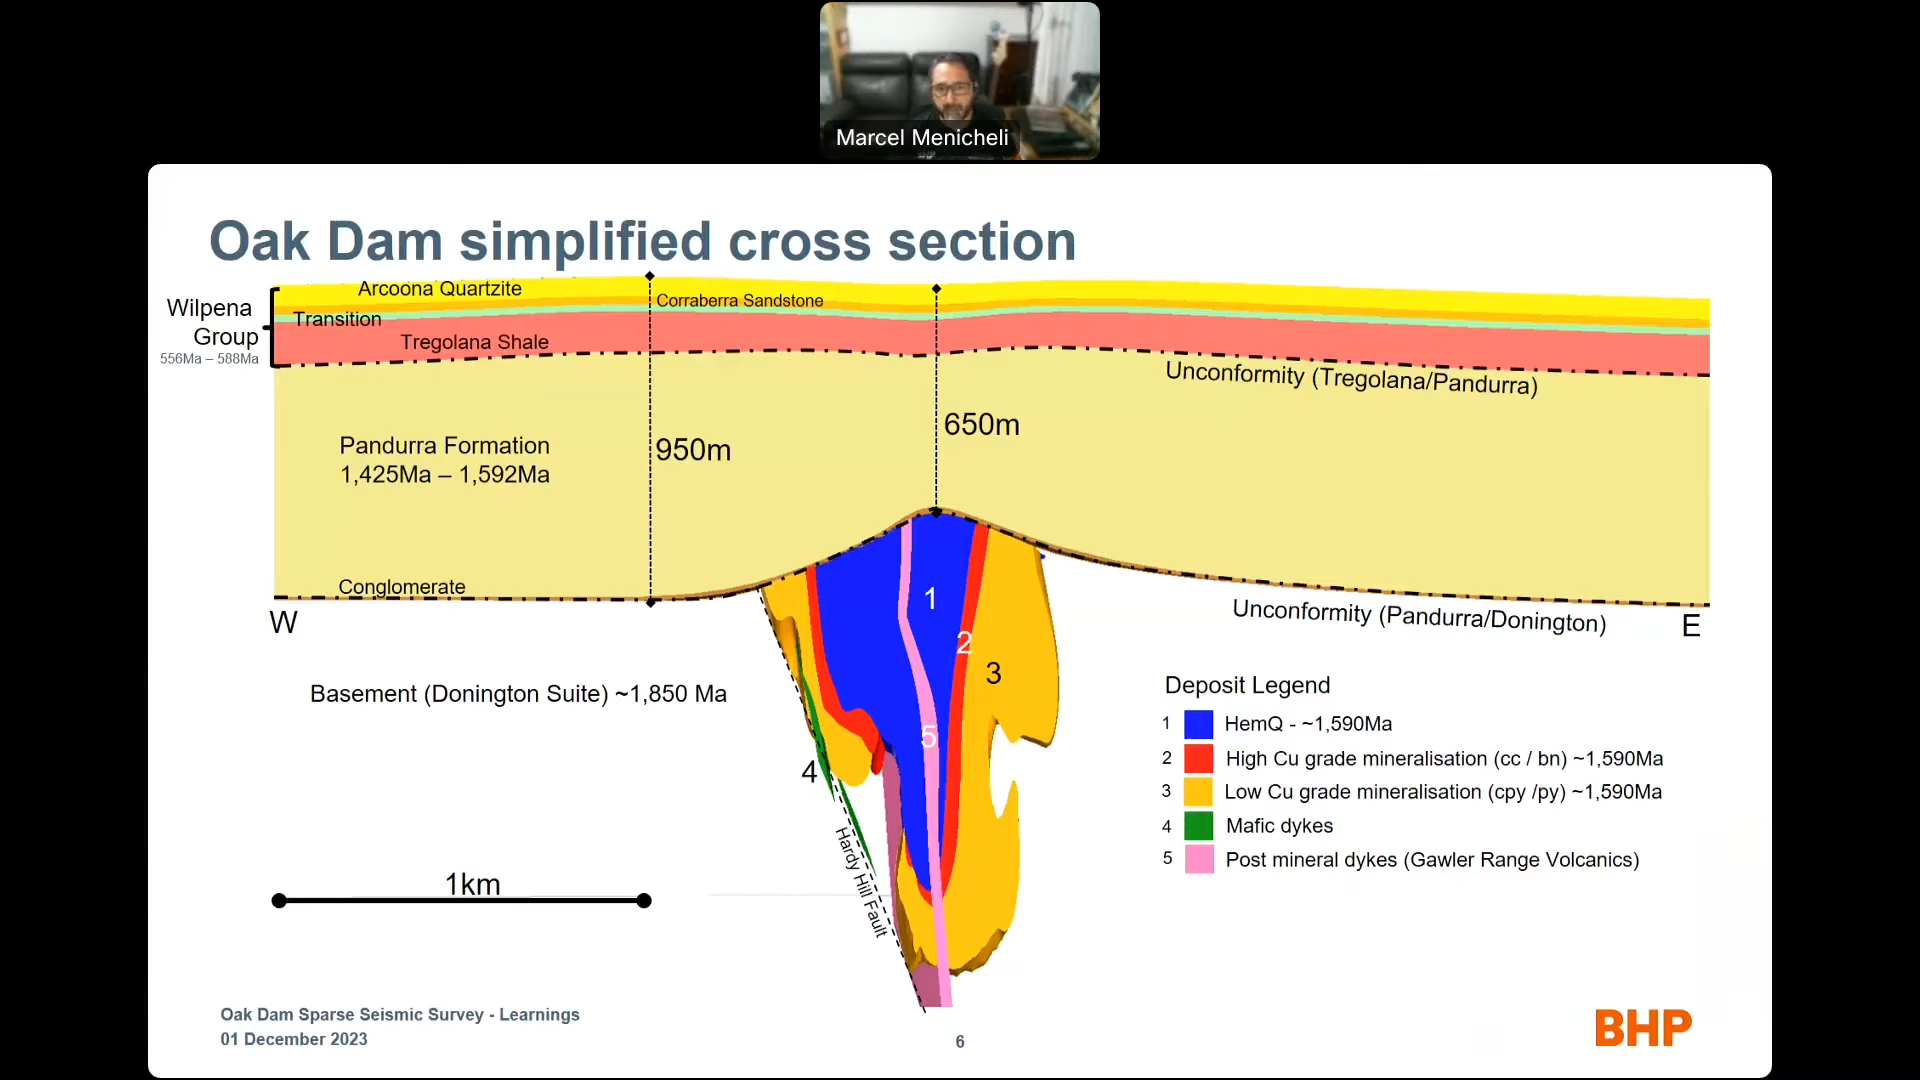 Marcel Menicheli
Oak Dam simplified cross section
Wilpena
Group
556Ma – 588Ma
Arcoona Quartzite
Corraberra Sandstone
Transition
Tregolana Shale
Unconformity (Tregolana/Pandurra)
Pandurra Formation
1,425Ma – 1,592Ma
950m
650m
Conglomerate
W
E
Unconformity (Pandurra/Donington)
Basement (Donington Suite) ~1,850 Ma
1
2
3
4
5
Hardy Hill Fault
1km
Deposit Legend
1 HemQ - ~1,590Ma
2 High Cu grade mineralisation (cc / bn) ~1,590Ma
3 Low Cu grade mineralisation (cpy /py) ~1,590Ma
4 Mafic dykes
5 Post mineral dykes (Gawler Range Volcanics)
Oak Dam Sparse Seismic Survey - Learnings
01 December 2023
6
BHP